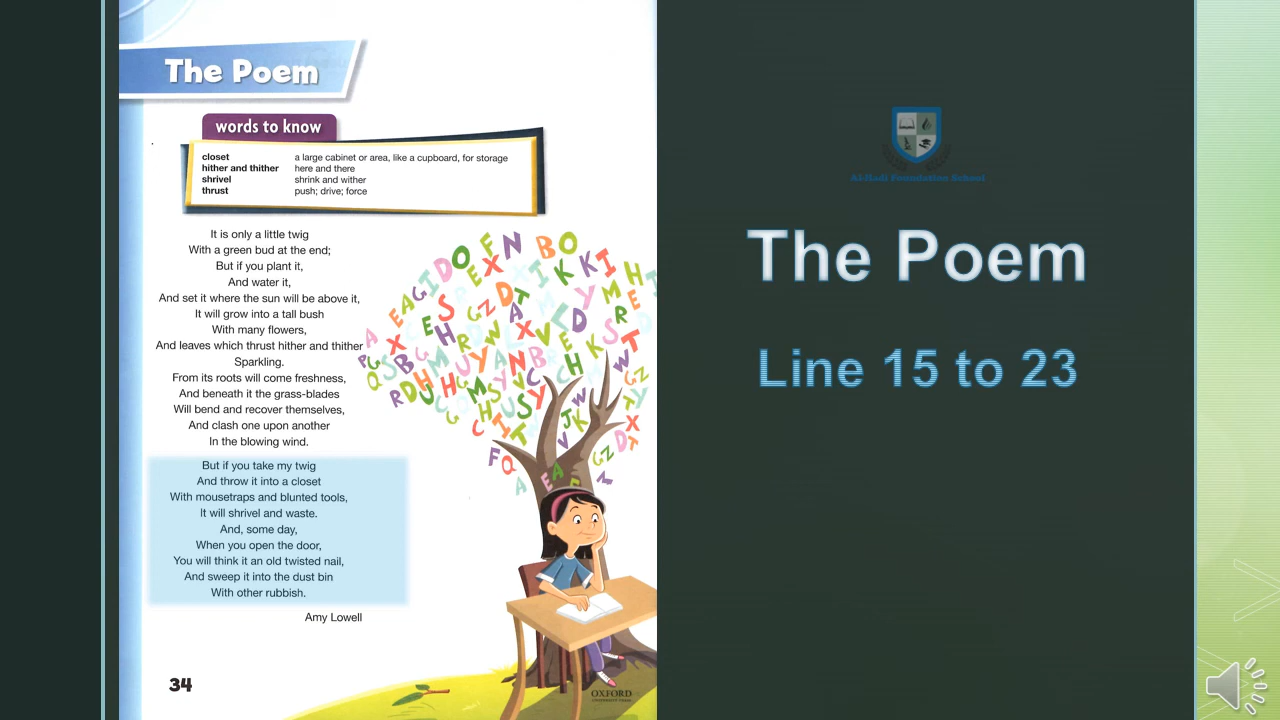 The Poem
words to know
closet a large cabinet or area, like a cupboard, for storage
hither and thither here and there
shrivel shrink and wither
thrust push; drive; force
It is only a little twig
With a green bud at the end;
But if you plant it,
And water it,
And set it where the sun will be above it,
It will grow into a tall bush
With many flowers,
And leaves which thrust hither and thither
Sparkling.
From its roots will come freshness,
And beneath it the grass-blades
Will bend and recover themselves,
And clash one upon another
In the blowing wind.
But if you take my twig
And throw it into a closet
With mousetraps and blunted tools,
It will shrivel and waste.
And, some day,
When you open the door,
You will think it an old twisted nail,
And sweep it into the dust bin
With other rubbish.
Amy Lowell
34
OXFORD
UNIVERSITY PRESS
Al-Hadi Foundation School
The Poem
Line 15 to 23